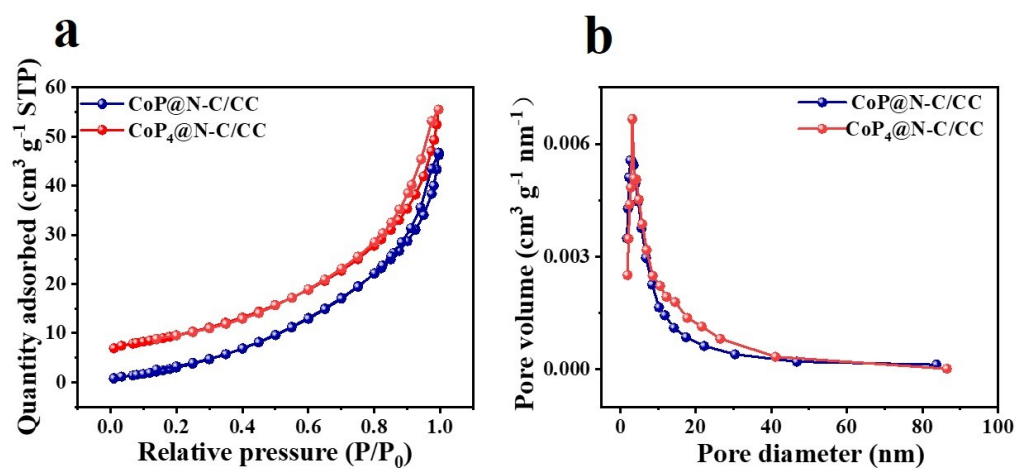 a
Quantity adsorbed (cm³ g⁻¹ STP)
60
50
40
30
20
10
0
CoP@N-C/CC
CoP₄@N-C/CC
0.0 0.2 0.4 0.6 0.8 1.0
Relative pressure (P/P₀)
b
Pore volume (cm³ g⁻¹ nm⁻¹)
0.006
0.003
0.000
CoP@N-C/CC
CoP₄@N-C/CC
0 20 40 60 80 100
Pore diameter (nm)